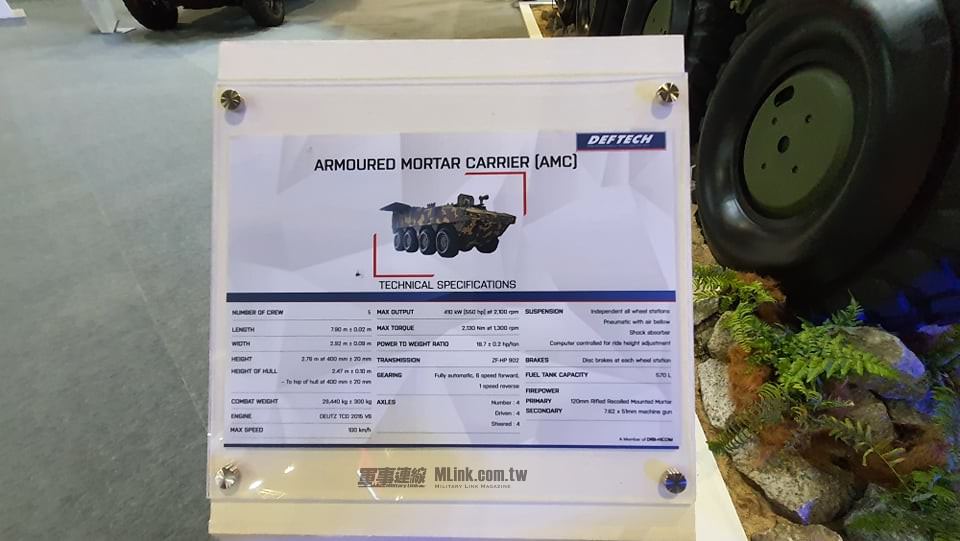 DEFTECH
ARMOURED MORTAR CARRIER (AMC)
TECHNICAL SPECIFICATIONS
NUMBER OF CREW 5
LENGTH 7.90 m ± 0.02 m
WIDTH 2.92 m ± 0.09 m
HEIGHT 2.76 m at 400 mm ± 20 mm
HEIGHT OF HULL 2.47 m ± 0.10 m
- To top of hull at 400 mm ± 20 mm
COMBAT WEIGHT 29,440 kg ± 300 kg
ENGINE DEUTZ TCD 2015 V6
MAX SPEED 100 km/h
MAX OUTPUT 410 kW [550 hp] at 2,100 rpm
MAX TORQUE 2,130 Nm at 1,300 rpm
POWER TO WEIGHT RATIO 18.7 ± 0.2 hp/ton
TRANSMISSION ZF-HP 902
GEARING Fully automatic, 6 speed forward,
1 speed reverse
AXLES Number : 4
Driven : 4
Steered : 4
SUSPENSION Independent all wheel stations
Pneumatic with air bellow
Shock absorber
Computer controlled for ride height adjustment
BRAKES Disc brakes at each wheel station
FUEL TANK CAPACITY 570 L
FIREPOWER
PRIMARY 120mm Rifled Recoiled Mounted Mortar
SECONDARY 7.62 x 51mm machine gun
A Member of DRB-HICOM
軍事連線 MLink.com.tw
MILITARY LINK MAGAZINE